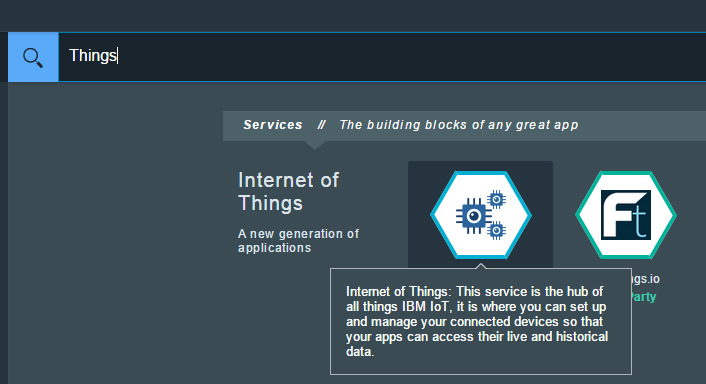 Things
Services // The building blocks of any great app
Internet of
Things
A new generation of
applications
Ft
ngs.io
Party
Internet of Things: This service is the hub of
all things IBM IoT, it is where you can set up
and manage your connected devices so that
your apps can access their live and historical
data.